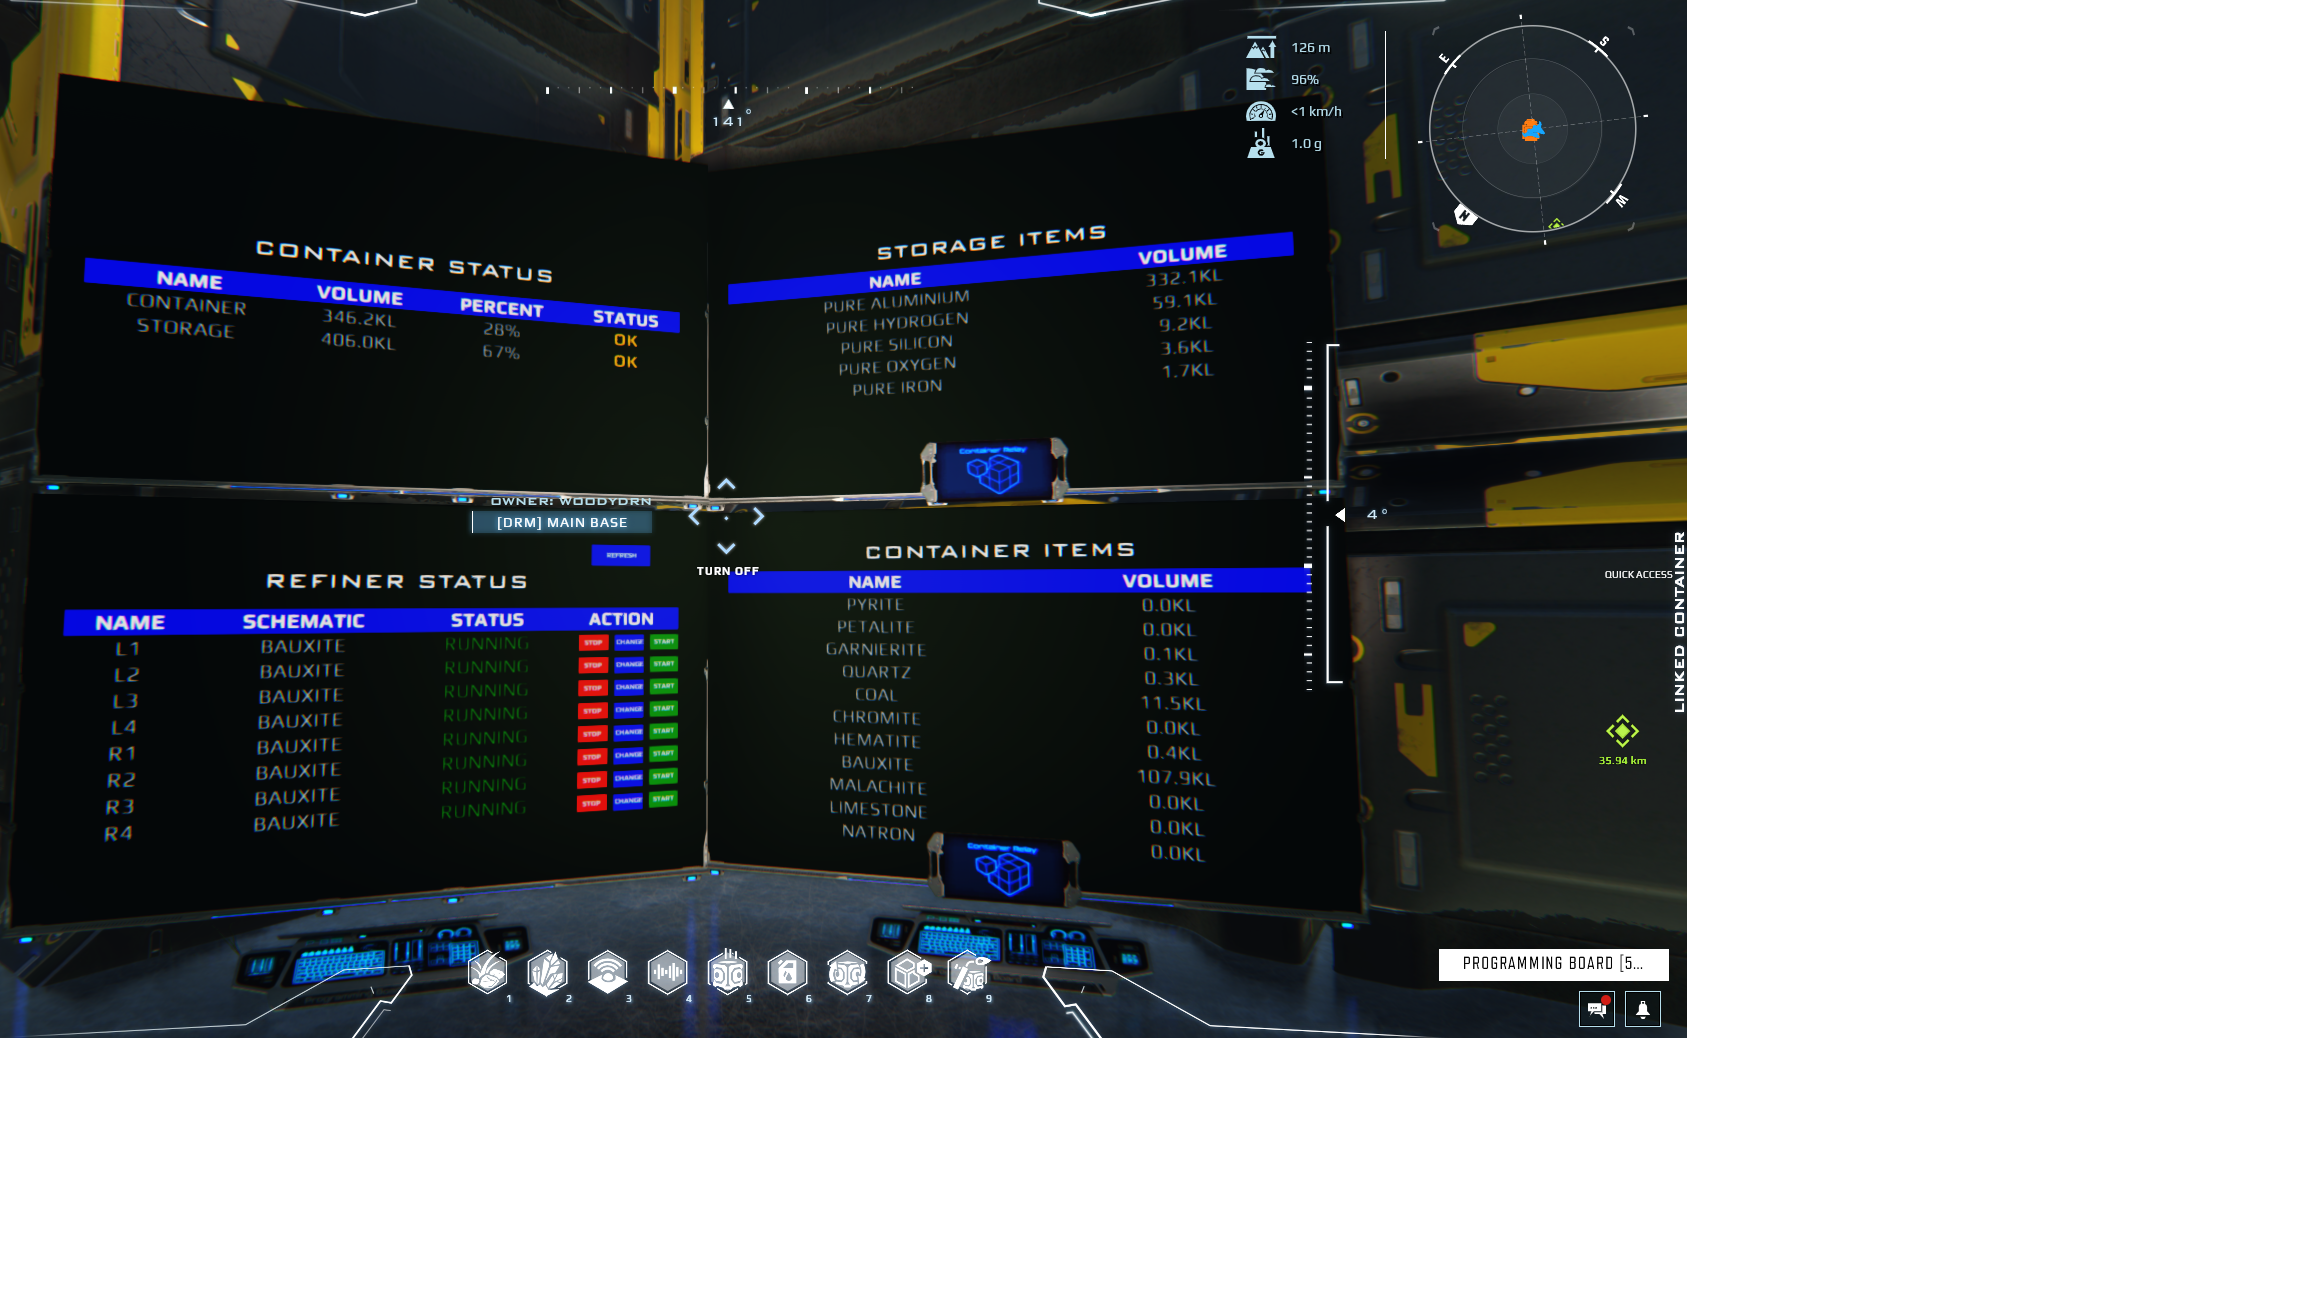 126 m
96%
<1 km/h
1.0 g
E
S
W
N
141°
CONTAINER STATUS
NAME VOLUME PERCENT STATUS
CONTAINER 346.2KL 28% OK
STORAGE 406.0KL 67% OK
STORAGE ITEMS
NAME VOLUME
PURE ALUMINIUM 332.1KL
PURE HYDROGEN 59.1KL
PURE SILICON 9.2KL
PURE OXYGEN 3.6KL
PURE IRON 1.7KL
Container Relay
OWNER: WOODYDRN
[DRM] MAIN BASE
TURN OFF
4°
REFRESH
REFINER STATUS
NAME SCHEMATIC STATUS ACTION
L1 BAUXITE RUNNING STOP CHANGE START
L2 BAUXITE RUNNING STOP CHANGE START
L3 BAUXITE RUNNING STOP CHANGE START
L4 BAUXITE RUNNING STOP CHANGE START
R1 BAUXITE RUNNING STOP CHANGE START
R2 BAUXITE RUNNING STOP CHANGE START
R3 BAUXITE RUNNING STOP CHANGE START
R4 BAUXITE RUNNING STOP CHANGE START
CONTAINER ITEMS
NAME VOLUME
PYRITE 0.0KL
PETALITE 0.0KL
GARNIERITE 0.1KL
QUARTZ 0.3KL
COAL 11.5KL
CHROMITE 0.0KL
HEMATITE 0.4KL
BAUXITE 107.9KL
MALACHITE 0.0KL
LIMESTONE 0.0KL
NATRON 0.0KL
Container Relay
QUICK ACCESS
LINKED CONTAINER
35.94 km
1 2 3 4 5 6 7 8 9
PROGRAMMING BOARD [5...